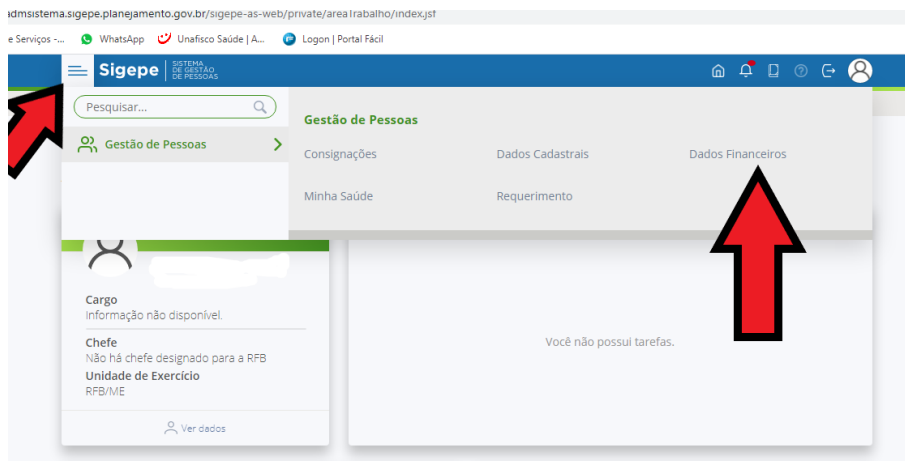 admsistema.sigepe.planejamento.gov.br/sigepe-as-web/private/areaTrabalho/index.jsf
e Serviços -... WhatsApp Unafisco Saúde | A... Logon | Portal Fácil
Sigepe SISTEMA DE GESTÃO DE PESSOAS
Pesquisar...
Gestão de Pessoas
Gestão de Pessoas
Consignações Dados Cadastrais Dados Financeiros
Minha Saúde Requerimento
Cargo
Informação não disponível.
Chefe
Não há chefe designado para a RFB
Unidade de Exercício
RFB/ME
Ver dados
Você não possui tarefas.